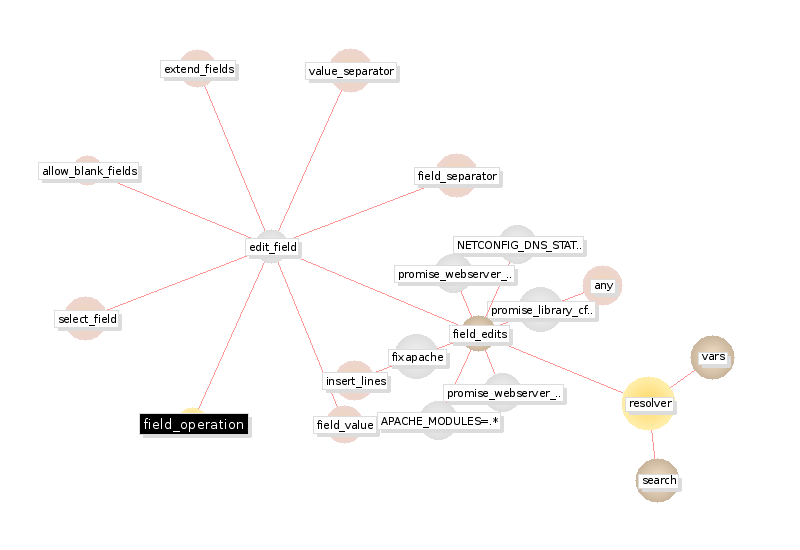 extend_fields
value_separator
allow_blank_fields
field_separator
edit_field
NETCONFIG_DNS_STAT..
promise_webserver_..
any
promise_library_cf..
select_field
field_edits
fixapache
vars
insert_lines
promise_webserver_..
resolver
field_operation
field_value
APACHE_MODULES=.*
search